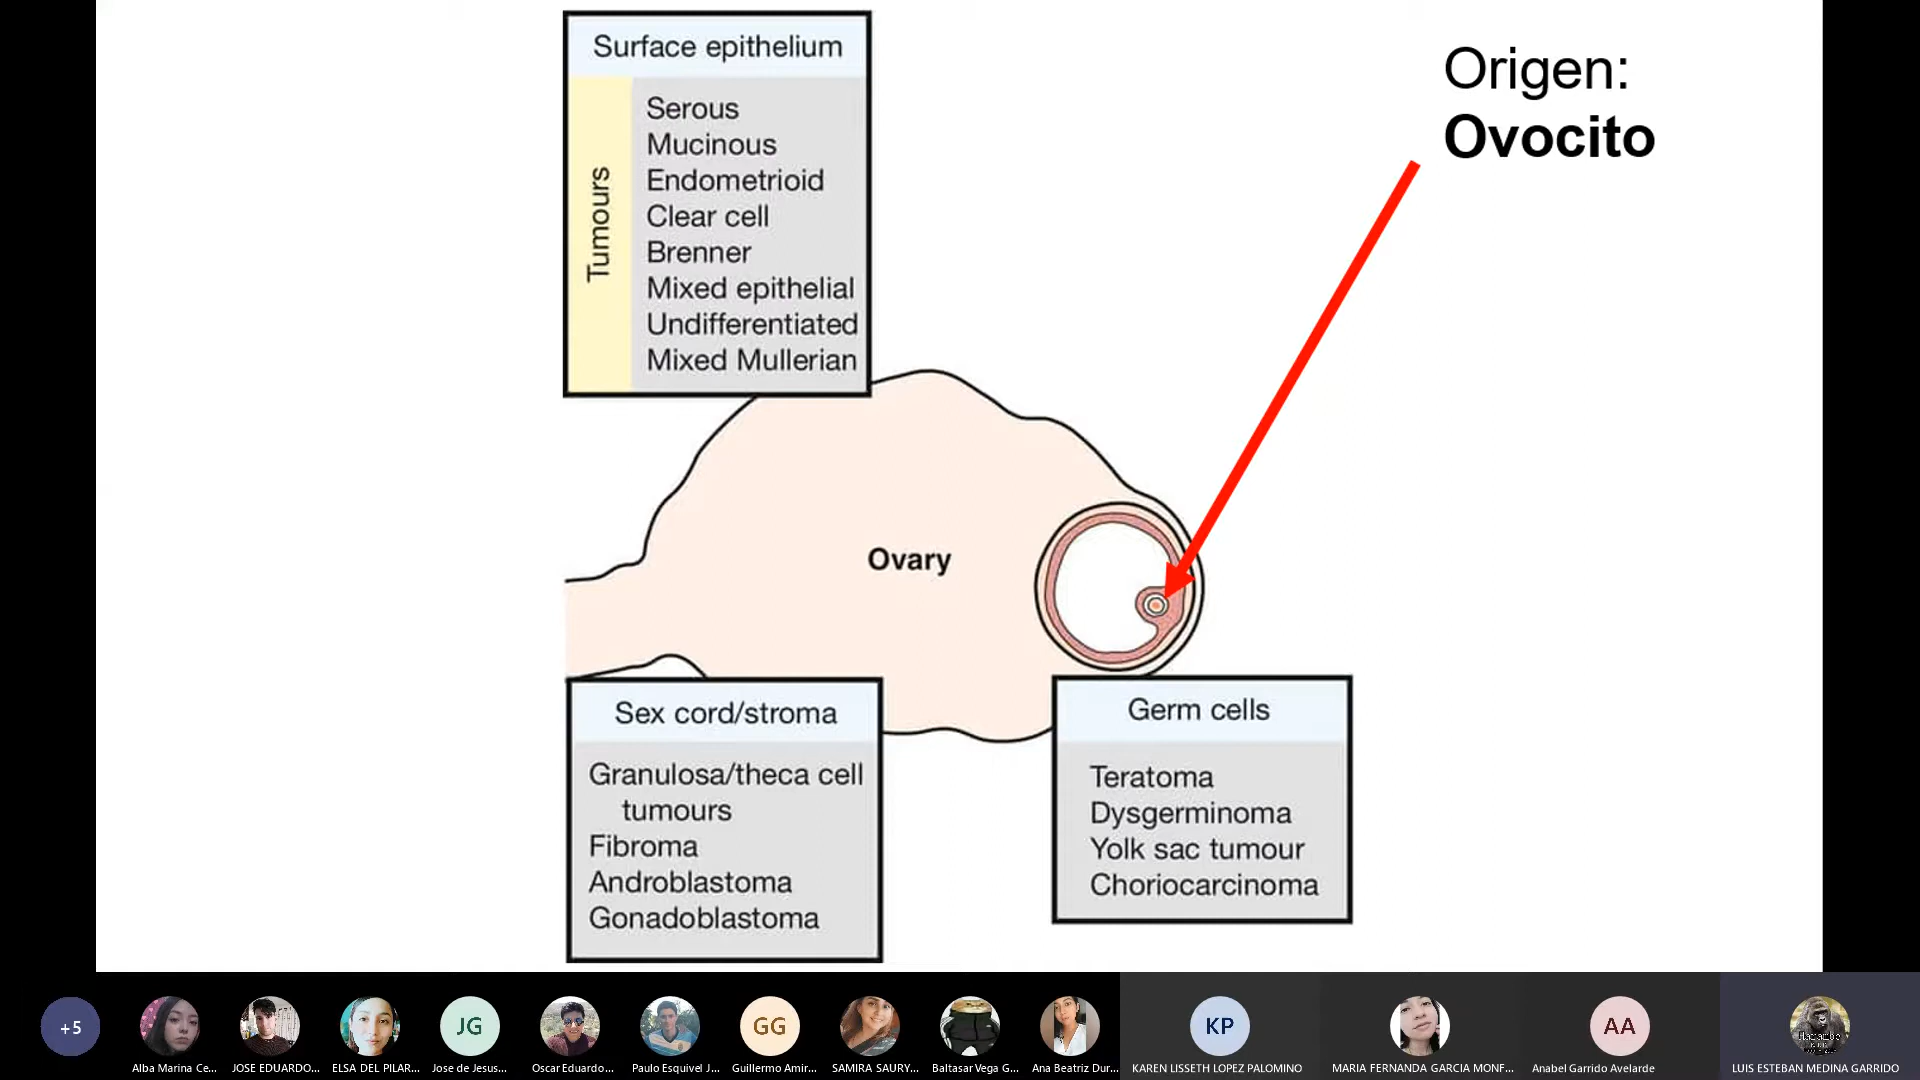 Surface epithelium
Tumours
Serous
Mucinous
Endometrioid
Clear cell
Brenner
Mixed epithelial
Undifferentiated
Mixed Mullerian
Origen:
Ovocito
Ovary
Sex cord/stroma
Granulosa/theca cell
tumours
Fibroma
Androblastoma
Gonadoblastoma
Germ cells
Teratoma
Dysgerminoma
Yolk sac tumour
Choriocarcinoma
+5
JG
GG
KP
AA
Alba Marina Ce...
JOSE EDUARDO...
ELSA DEL PILAR...
Jose de Jesus...
Oscar Eduardo...
Paulo Esquivel J...
Guillermo Amir...
SAMIRA SAURY...
Baltasar Vega G...
Ana Beatriz Dur...
KAREN LISSETH LOPEZ PALOMINO
MARIA FERNANDA GARCIA MONF...
Anabel Garrido Avelarde
LUIS ESTEBAN MEDINA GARRIDO